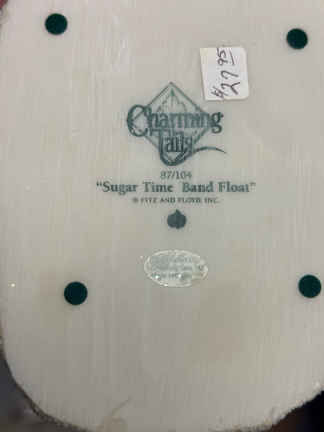 $27.95
Charming
Tails
87/104
"Sugar Time Band Float"
© FITZ AND FLOYD, INC.